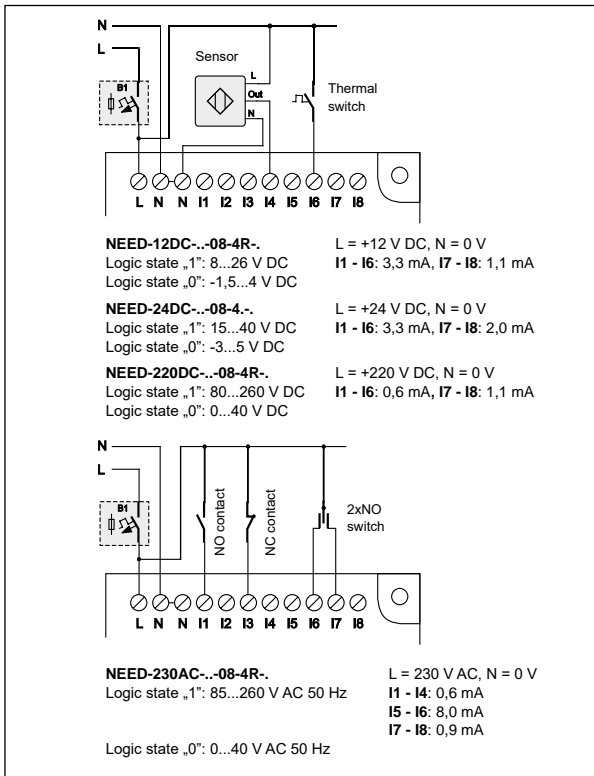 N
L
B1
Sensor
L
Out
N
Thermal
switch
L N N I1 I2 I3 I4 I5 I6 I7 I8
NEED-12DC-..-08-4R-. L = +12 V DC, N = 0 V
Logic state „1”: 8...26 V DC I1 - I6: 3,3 mA, I7 - I8: 1,1 mA
Logic state „0”: -1,5...4 V DC
NEED-24DC-..-08-4.-. L = +24 V DC, N = 0 V
Logic state „1”: 15...40 V DC I1 - I6: 3,3 mA, I7 - I8: 2,0 mA
Logic state „0”: -3...5 V DC
NEED-220DC-..-08-4R-. L = +220 V DC, N = 0 V
Logic state „1”: 80...260 V DC I1 - I6: 0,6 mA, I7 - I8: 1,1 mA
Logic state „0”: 0...40 V DC
N
L
B1
NO contact
NC contact
2xNO
switch
L N N I1 I2 I3 I4 I5 I6 I7 I8
NEED-230AC-..-08-4R-. L = 230 V AC, N = 0 V
Logic state „1”: 85...260 V AC 50 Hz I1 - I4: 0,6 mA
I5 - I6: 8,0 mA
I7 - I8: 0,9 mA
Logic state „0”: 0...40 V AC 50 Hz